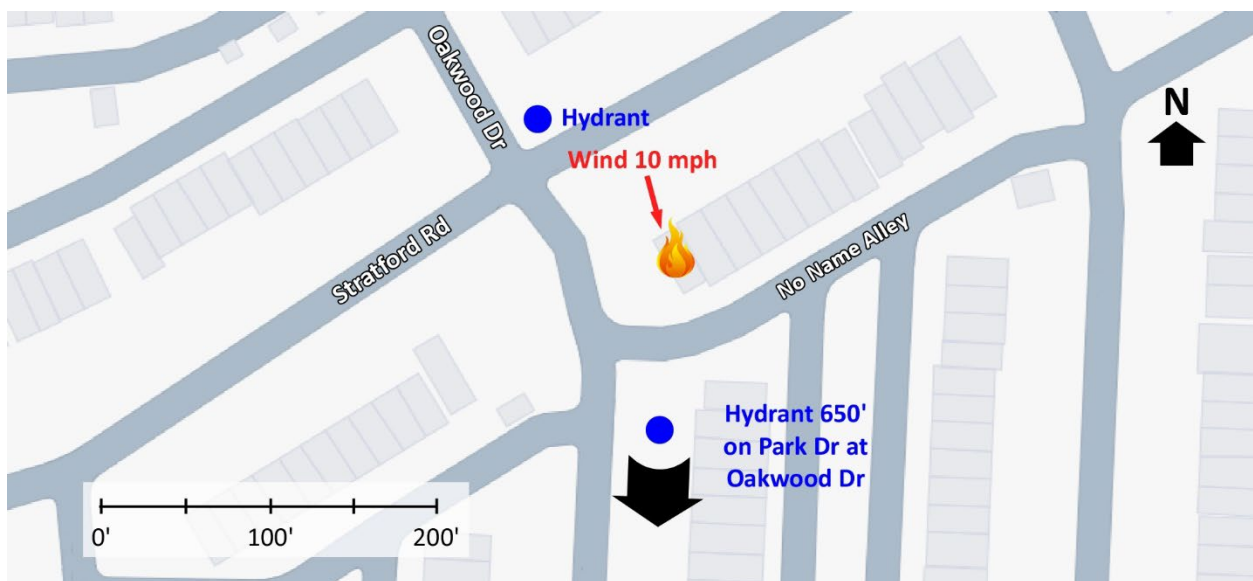 Oakwood Dr
Hydrant
N
Wind 10 mph
Stratford Rd
No Name Alley
Hydrant 650'
on Park Dr at
Oakwood Dr
0' 100' 200'